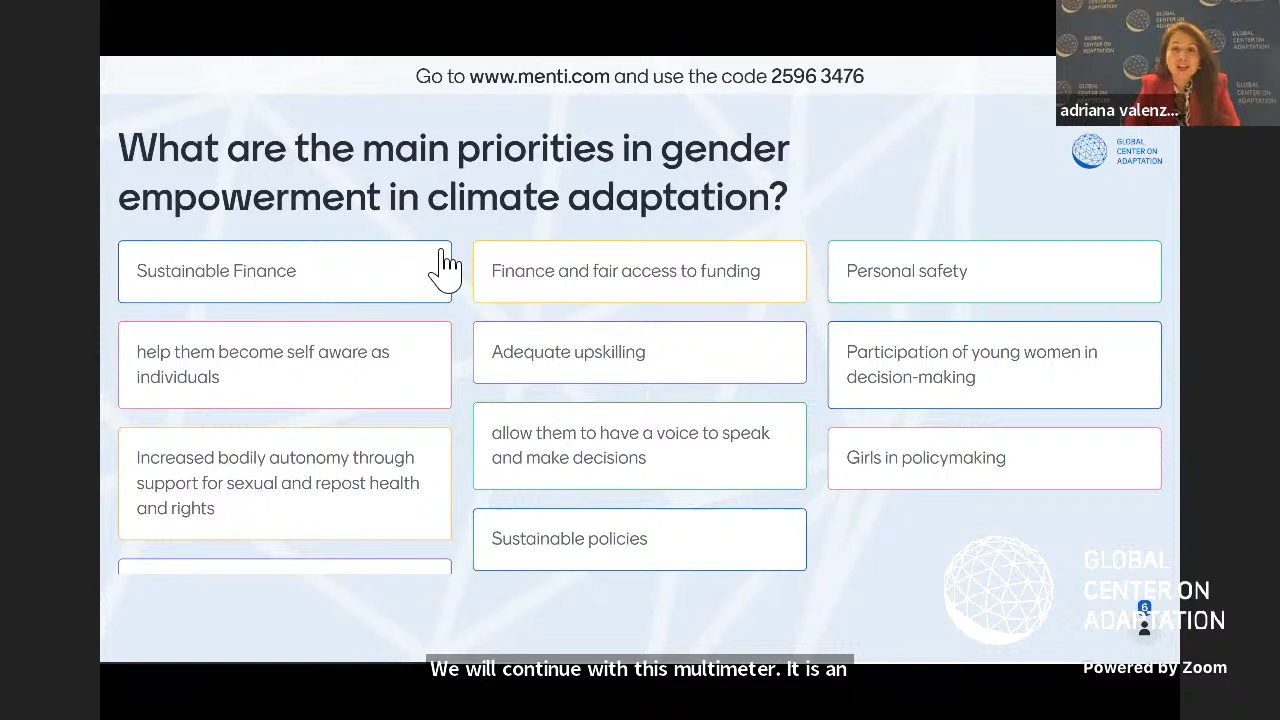 Go to www.menti.com and use the code 2596 3476
adriana valenz...
What are the main priorities in gender
empowerment in climate adaptation?
GLOBAL
CENTER ON
ADAPTATION
Sustainable Finance
Finance and fair access to funding
Personal safety
help them become self aware as
individuals
Adequate upskilling
Participation of young women in
decision-making
Increased bodily autonomy through
support for sexual and repost health
and rights
allow them to have a voice to speak
and make decisions
Girls in policymaking
Sustainable policies
GLOBAL
CENTER ON
ADAPTATION
6
We will continue with this multimeter. It is an
Powered by Zoom